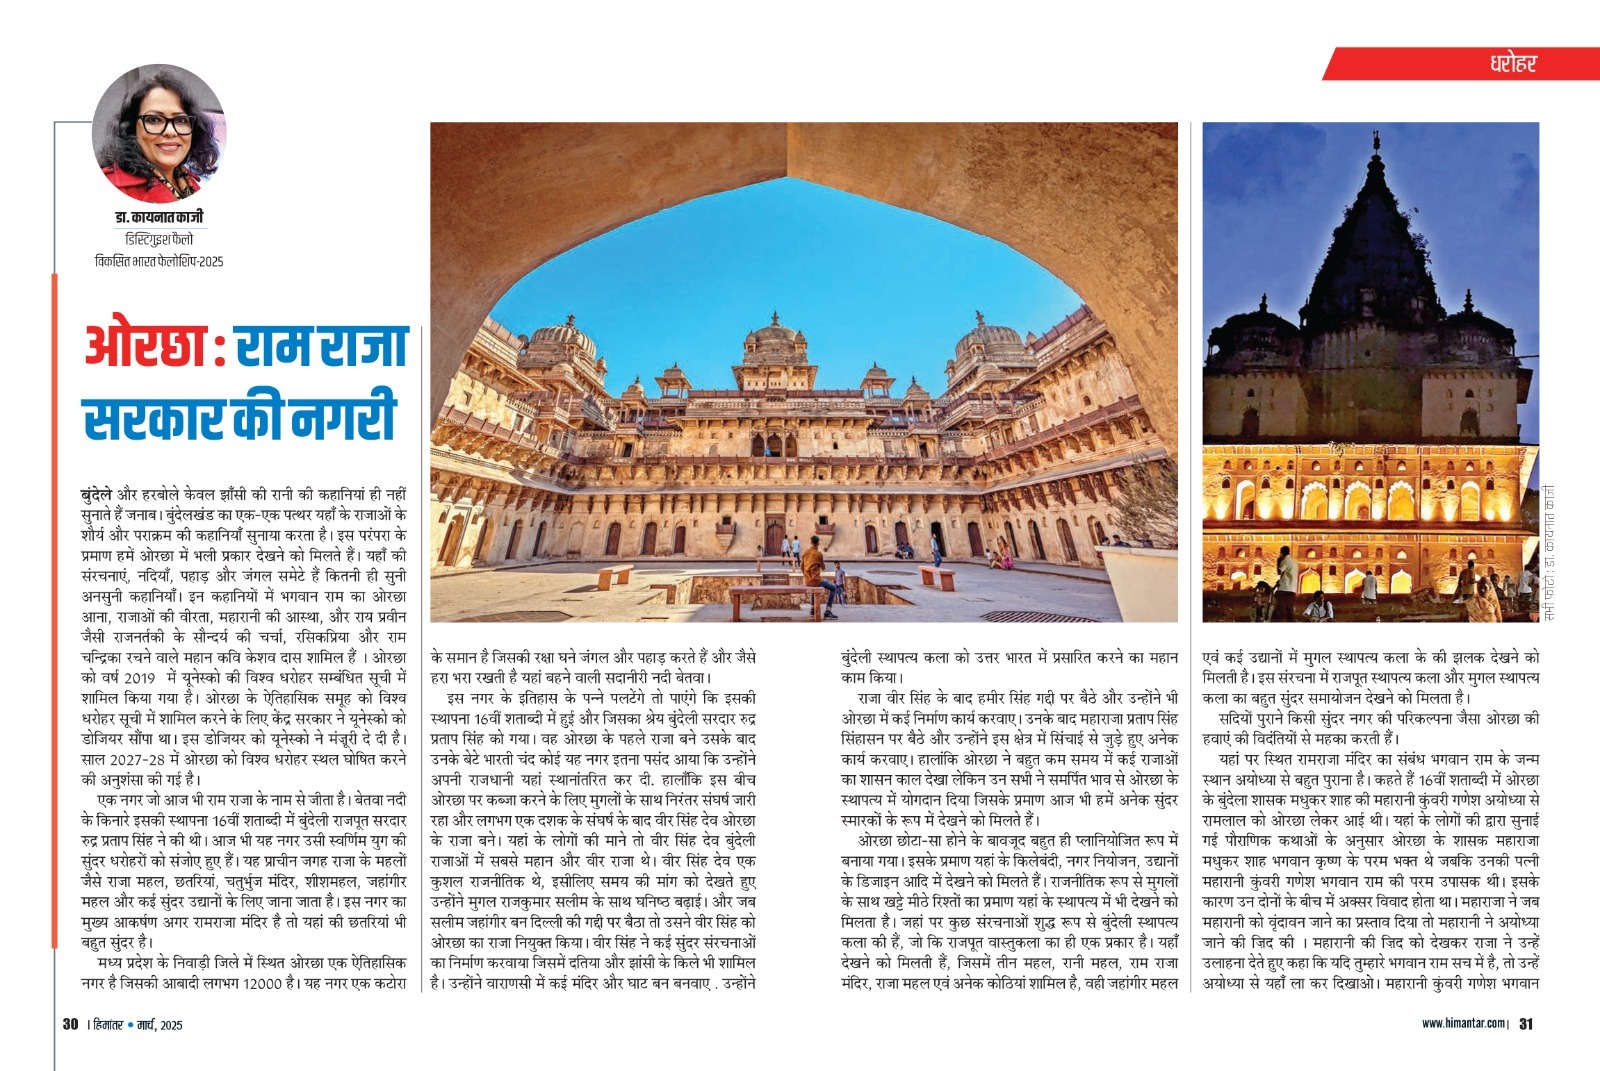 धरोहर
डा. कायनात काजी
डिस्टिंगुइश फैलो
विकसित भारत फेलोशिप-2025
ओरछा : राम राजा
सरकार की नगरी
बुंदेले और हरबोले केवल झाँसी की रानी की कहानियां ही नहीं
सुनाते हैं जनाब। बुंदेलखंड का एक-एक पत्थर यहाँ के राजाओं के
शौर्य और पराक्रम की कहानियाँ सुनाया करता है। इस परंपरा के
प्रमाण हमें ओरछा में भली प्रकार देखने को मिलते हैं। यहाँ की
संरचनाएं, नदियाँ, पहाड़ और जंगल समेटे हैं कितनी ही सुनी
अनसुनी कहानियाँ। इन कहानियों में भगवान राम का ओरछा
आना, राजाओं की वीरता, महारानी की आस्था, और राय प्रवीन
जैसी राजनर्तकी के सौन्दर्य की चर्चा, रसिकप्रिया और राम
चन्द्रिका रचने वाले महान कवि केशव दास शामिल हैं । ओरछा
को वर्ष 2019 में यूनेस्को की विश्व धरोहर सम्बंधित सूची में
शामिल किया गया है। ओरछा के ऐतिहासिक समूह को विश्व
धरोहर सूची में शामिल करने के लिए केंद्र सरकार ने यूनेस्को को
डोजियर सौंपा था। इस डोजियर को यूनेस्को ने मंजूरी दे दी है।
साल 2027-28 में ओरछा को विश्व धरोहर स्थल घोषित करने
की अनुशंसा की गई है।
एक नगर जो आज भी राम राजा के नाम से जीता है। बेतवा नदी
के किनारे इसकी स्थापना 16वीं शताब्दी में बुंदेली राजपूत सरदार
रुद्र प्रताप सिंह ने की थी। आज भी यह नगर उसी स्वर्णिम युग की
सुंदर धरोहरों को संजोए हुए हैं। यह प्राचीन जगह राजा के महलों
जैसे राजा महल, छतरियां, चतुर्भुज मंदिर, शीशमहल, जहांगीर
महल और कई सुंदर उद्यानों के लिए जाना जाता है। इस नगर का
मुख्य आकर्षण अगर रामराजा मंदिर है तो यहां की छतरियां भी
बहुत सुंदर है।
मध्य प्रदेश के निवाड़ी जिले में स्थित ओरछा एक ऐतिहासिक
नगर है जिसकी आबादी लगभग 12000 है। यह नगर एक कटोरा
के समान है जिसकी रक्षा घने जंगल और पहाड़ करते हैं और जैसे
हरा भरा रखती है यहां बहने वाली सदानीरी नदी बेतवा।
इस नगर के इतिहास के पन्ने पलटेंगे तो पाएंगे कि इसकी
स्थापना 16वीं शताब्दी में हुई और जिसका श्रेय बुंदेली सरदार रुद्र
प्रताप सिंह को गया। वह ओरछा के पहले राजा बने उसके बाद
उनके बेटे भारती चंद कोई यह नगर इतना पसंद आया कि उन्होंने
अपनी राजधानी यहां स्थानांतरित कर दी. हालाँकि इस बीच
ओरछा पर कब्जा करने के लिए मुगलों के साथ निरंतर संघर्ष जारी
रहा और लगभग एक दशक के संघर्ष के बाद वीर सिंह देव ओरछा
के राजा बने। यहां के लोगों की माने तो वीर सिंह देव बुंदेली
राजाओं में सबसे महान और वीर राजा थे। वीर सिंह देव एक
कुशल राजनीतिक थे, इसीलिए समय की मांग को देखते हुए
उन्होंने मुगल राजकुमार सलीम के साथ घनिष्ठ बढ़ाई। और जब
सलीम जहांगीर बन दिल्ली की गद्दी पर बैठा तो उसने वीर सिंह को
ओरछा का राजा नियुक्त किया। वीर सिंह ने कई सुंदर संरचनाओं
का निर्माण करवाया जिसमें दतिया और झांसी के किले भी शामिल
है। उन्होंने वाराणसी में कई मंदिर और घाट बन बनवाए . उन्होंने
बुंदेली स्थापत्य कला को उत्तर भारत में प्रसारित करने का महान
काम किया।
राजा वीर सिंह के बाद हमीर सिंह गद्दी पर बैठे और उन्होंने भी
ओरछा में कई निर्माण कार्य करवाए। उनके बाद महाराजा प्रताप सिंह
सिंहासन पर बैठे और उन्होंने इस क्षेत्र में सिंचाई से जुड़े हुए अनेक
कार्य करवाए। हालांकि ओरछा ने बहुत कम समय में कई राजाओं
का शासन काल देखा लेकिन उन सभी ने समर्पित भाव से ओरछा के
स्थापत्य में योगदान दिया जिसके प्रमाण आज भी हमें अनेक सुंदर
स्मारकों के रूप में देखने को मिलते हैं।
ओरछा छोटा-सा होने के बावजूद बहुत ही प्लानियोजित रूप में
बनाया गया। इसके प्रमाण यहां के किलेबंदी, नगर नियोजन, उद्यानों
के डिजाइन आदि में देखने को मिलते हैं। राजनीतिक रूप से मुगलों
के साथ खट्टे मीठे रिश्तों का प्रमाण यहां के स्थापत्य में भी देखने को
मिलता है। जहां पर कुछ संरचनाओं शुद्ध रूप से बुंदेली स्थापत्य
कला की हैं, जो कि राजपूत वास्तुकला का ही एक प्रकार है। यहाँ
देखने को मिलती हैं, जिसमें तीन महल, रानी महल, राम राजा
मंदिर, राजा महल एवं अनेक कोठियां शामिल है, वही जहांगीर महल
एवं कई उद्यानों में मुगल स्थापत्य कला के की झलक देखने को
मिलती है। इस संरचना में राजपूत स्थापत्य कला और मुगल स्थापत्य
कला का बहुत सुंदर समायोजन देखने को मिलता है।
सदियों पुराने किसी सुंदर नगर की परिकल्पना जैसा ओरछा की
हवाएं की विदंतियों से महका करती हैं।
यहां पर स्थित रामराजा मंदिर का संबंध भगवान राम के जन्म
स्थान अयोध्या से बहुत पुराना है। कहते हैं 16वीं शताब्दी में ओरछा
के बुंदेला शासक मधुकर शाह की महारानी कुंवरी गणेश अयोध्या से
रामलाल को ओरछा लेकर आई थी। यहां के लोगों की द्वारा सुनाई
गई पौराणिक कथाओं के अनुसार ओरछा के शासक महाराजा
मधुकर शाह भगवान कृष्ण के परम भक्त थे जबकि उनकी पत्नी
महारानी कुंवरी गणेश भगवान राम की परम उपासक थी। इसके
कारण उन दोनों के बीच में अक्सर विवाद होता था। महाराजा ने जब
महारानी को वृंदावन जाने का प्रस्ताव दिया तो महारानी ने अयोध्या
जाने की जिद की । महारानी की जिद को देखकर राजा ने उन्हें
उलाहना देते हुए कहा कि यदि तुम्हारे भगवान राम सच में है, तो उन्हें
अयोध्या से यहाँ ला कर दिखाओ। महारानी कुंवरी गणेश भगवान
सभी फोटो : डा. कायनात काजी
30 । हिमांतर • मार्च, 2025
www.himantar.com | 31